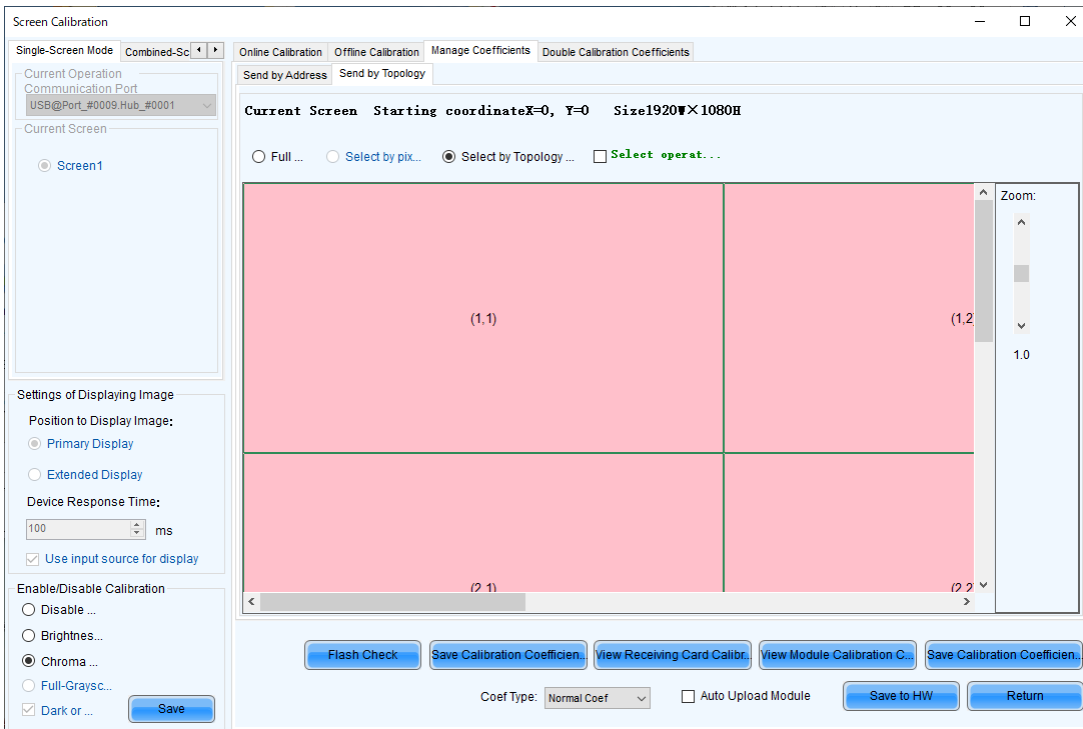 Screen Calibration
Single-Screen Mode
Combined-Sc
Current Operation
Communication Port
USB@Port_#0009.Hub_#0001
Current Screen
Screen1
Settings of Displaying Image
Position to Display Image:
Primary Display
Extended Display
Device Response Time:
100 ms
Use input source for display
Enable/Disable Calibration
Disable ...
Brightnes...
Chroma ...
Full-Graysc...
Dark or ...
Save
Online Calibration
Offline Calibration
Manage Coefficients
Double Calibration Coefficients
Send by Address
Send by Topology
Current Screen Starting coordinateX=0, Y=0 Size1920W×1080H
Full ...
Select by pix...
Select by Topology ...
Select operat...
(1,1)
(1,2
(2,1)
(2,2
Zoom:
1.0
Flash Check
Save Calibration Coefficien...
View Receiving Card Calibr...
View Module Calibration C...
Save Calibration Coefficien...
Coef Type:
Normal Coef
Auto Upload Module
Save to HW
Return